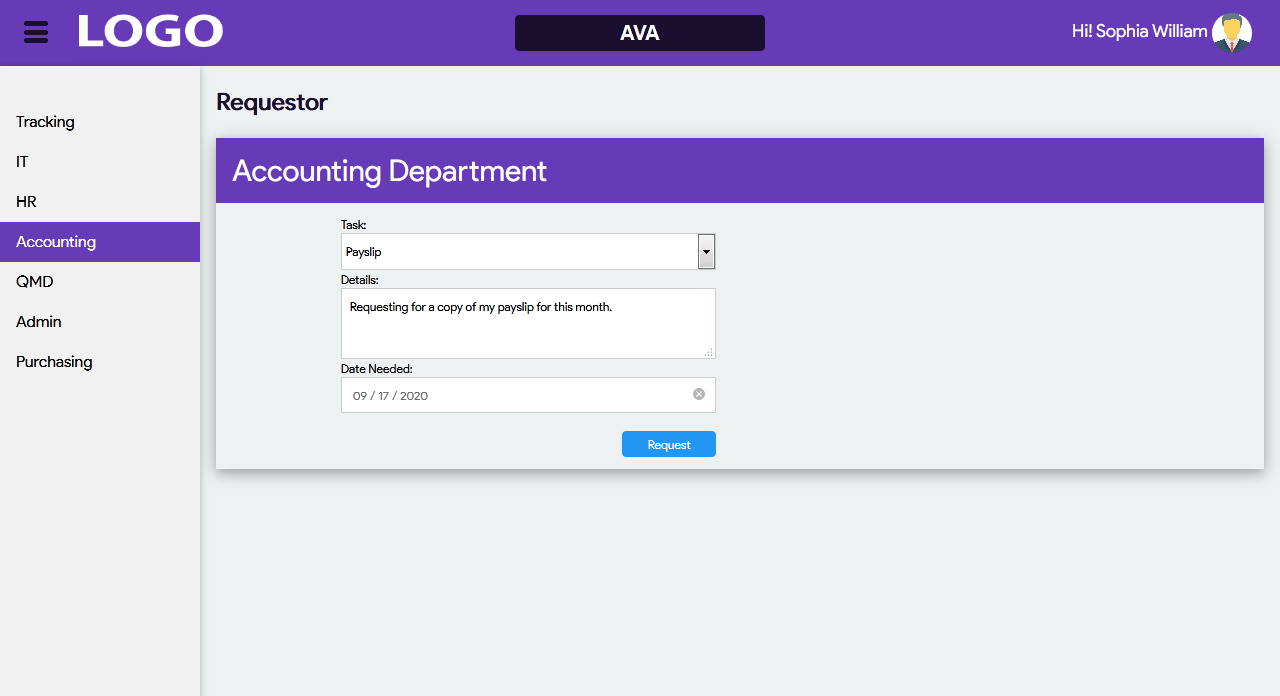 LOGO
AVA
Hi! Sophia William
Tracking
IT
HR
Accounting
QMD
Admin
Purchasing
Requestor
Accounting Department
Task:
Payslip
Details:
Requesting for a copy of my payslip for this month.
Date Needed:
09 / 17 / 2020
Request